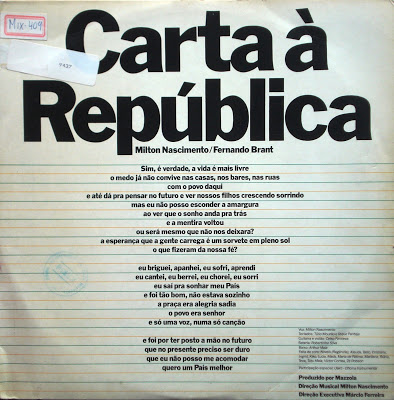 Mix-409
9437
Carta à
República
Milton Nascimento/Fernando Brant
Sim, é verdade, a vida é mais livre
o medo já não convive nas casas, nos bares, nas ruas
com o povo daqui
e até dá pra pensar no futuro e ver nossos filhos crescendo sorrindo
mas eu não posso esconder a amargura
ao ver que o sonho anda pra trás
e a mentira voltou
ou será mesmo que não nos deixara?
a esperança que a gente carrega é um sorvete em pleno sol
o que fizeram da nossa fé?
eu briguei, apanhei, eu sofri, aprendi
eu cantei, eu berrei, eu chorei, eu sorri
eu saí pra sonhar meu País
e foi tão bom, não estava sozinho
a praça era alegria sadia
o povo era senhor
e só uma voz, numa só canção
e foi por ter posto a mão no futuro
que no presente preciso ser duro
que eu não posso me acomodar
quero um País melhor
Voz: Milton Nascimento
Produzido por Mazzola
Direção Musical Milton Nascimento
Direção Executiva Márcio Ferreira